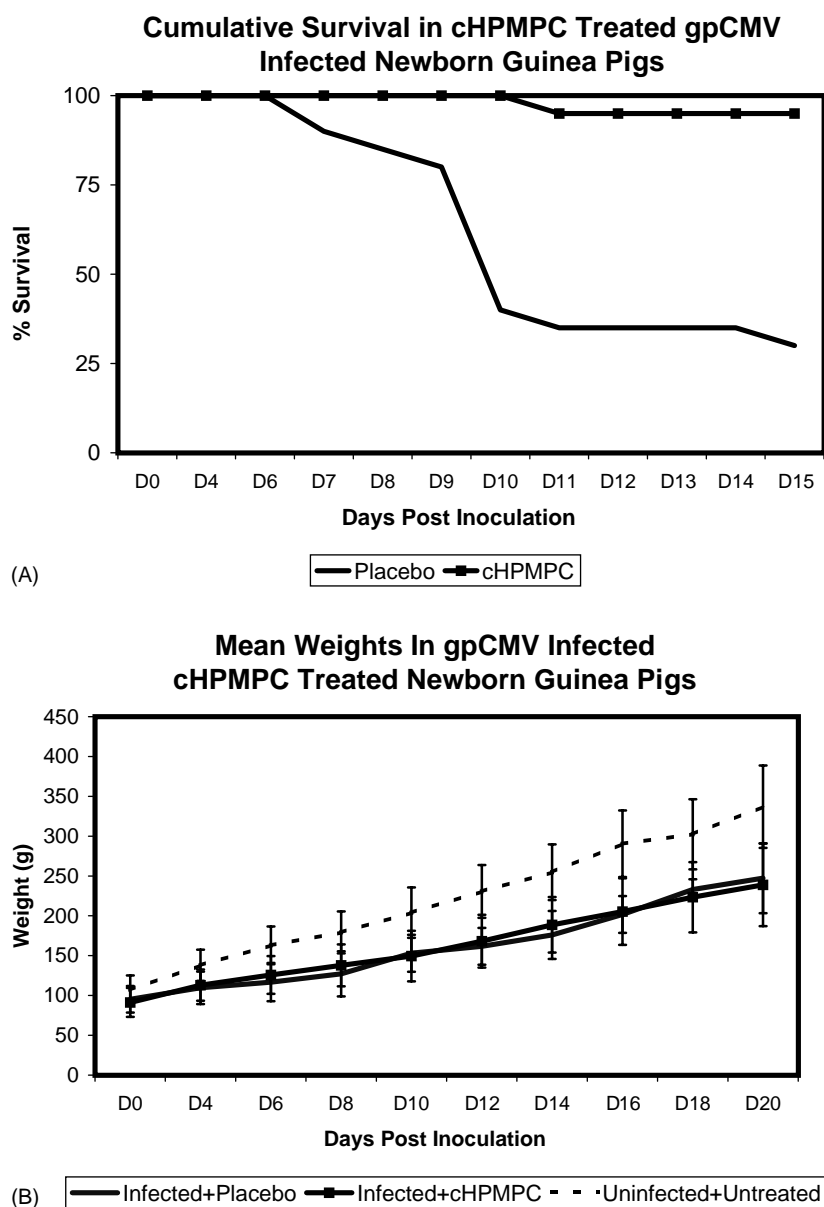 Cumulative Survival in cHPMPC Treated gpCMV
Infected Newborn Guinea Pigs
100
75
50
25
0
% Survival
D0 D4 D6 D7 D8 D9 D10 D11 D12 D13 D14 D15
Days Post Inoculation
Placebo cHPMPC
(A)
Mean Weights In gpCMV Infected
cHPMPC Treated Newborn Guinea Pigs
450
400
350
300
250
200
150
100
50
0
Weight (g)
D0 D4 D6 D8 D10 D12 D14 D16 D18 D20
Days Post Inoculation
(B) Infected+Placebo Infected+cHPMPC Uninfected+Untreated